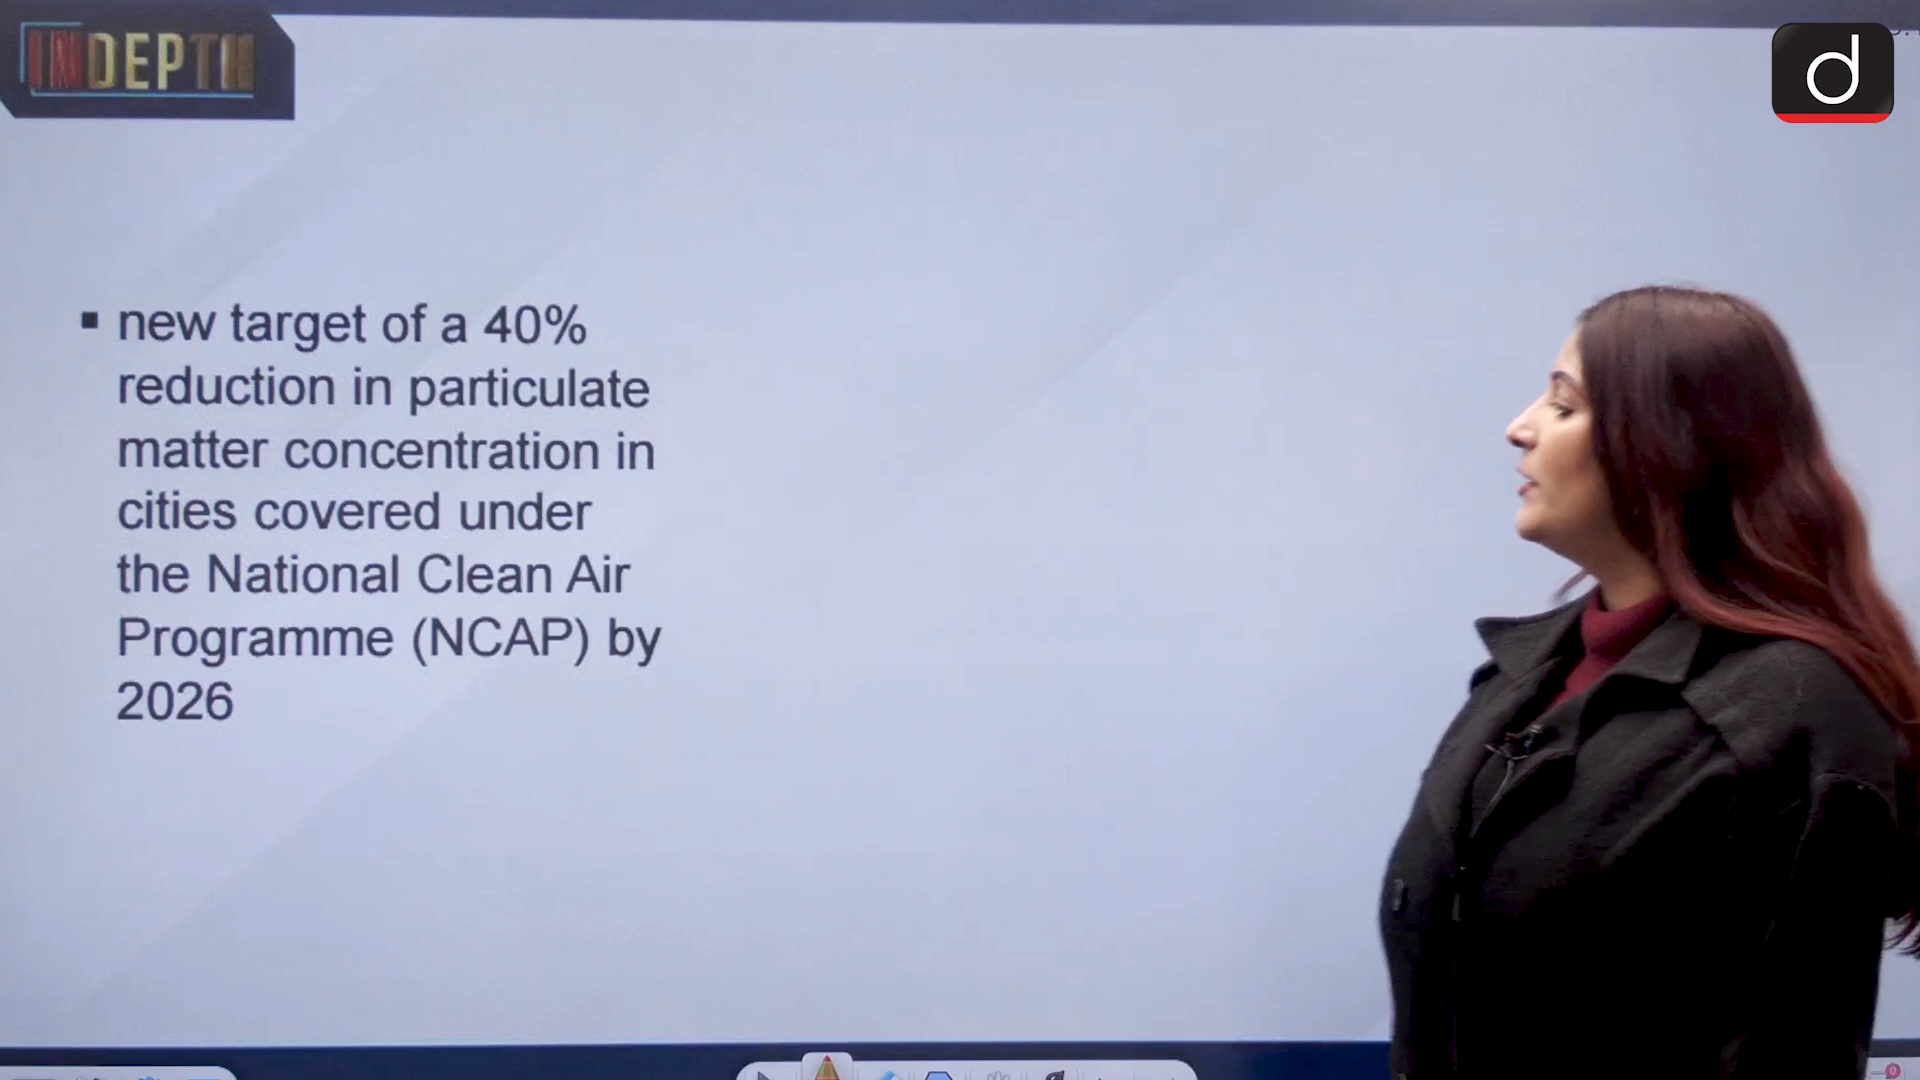 INDEPTH
d
▪ new target of a 40%
reduction in particulate
matter concentration in
cities covered under
the National Clean Air
Programme (NCAP) by
2026
0